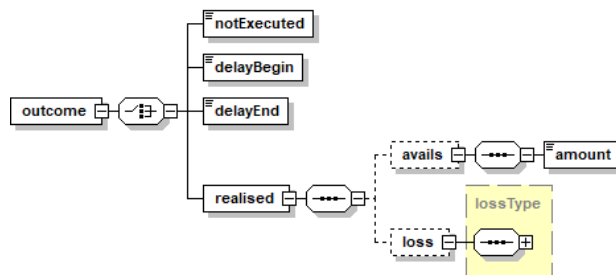 notExecuted
delayBegin
outcome
delayEnd
avails
amount
realised
lossType
loss